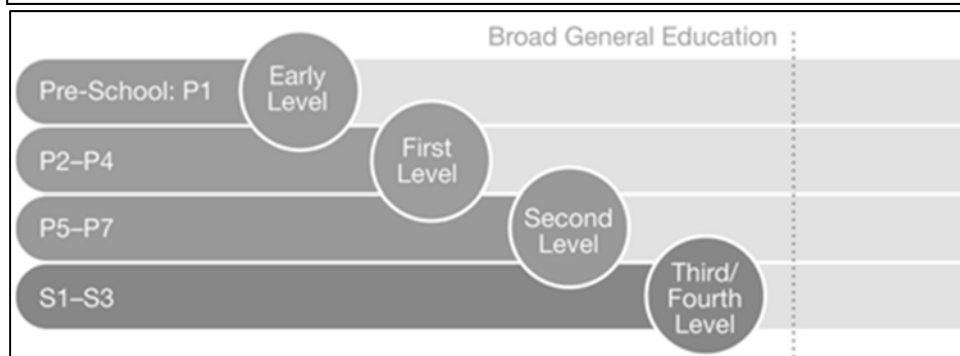 Broad General Education
Pre-School: P1
Early
Level
P2–P4
First
Level
P5–P7
Second
Level
S1–S3
Third/
Fourth
Level